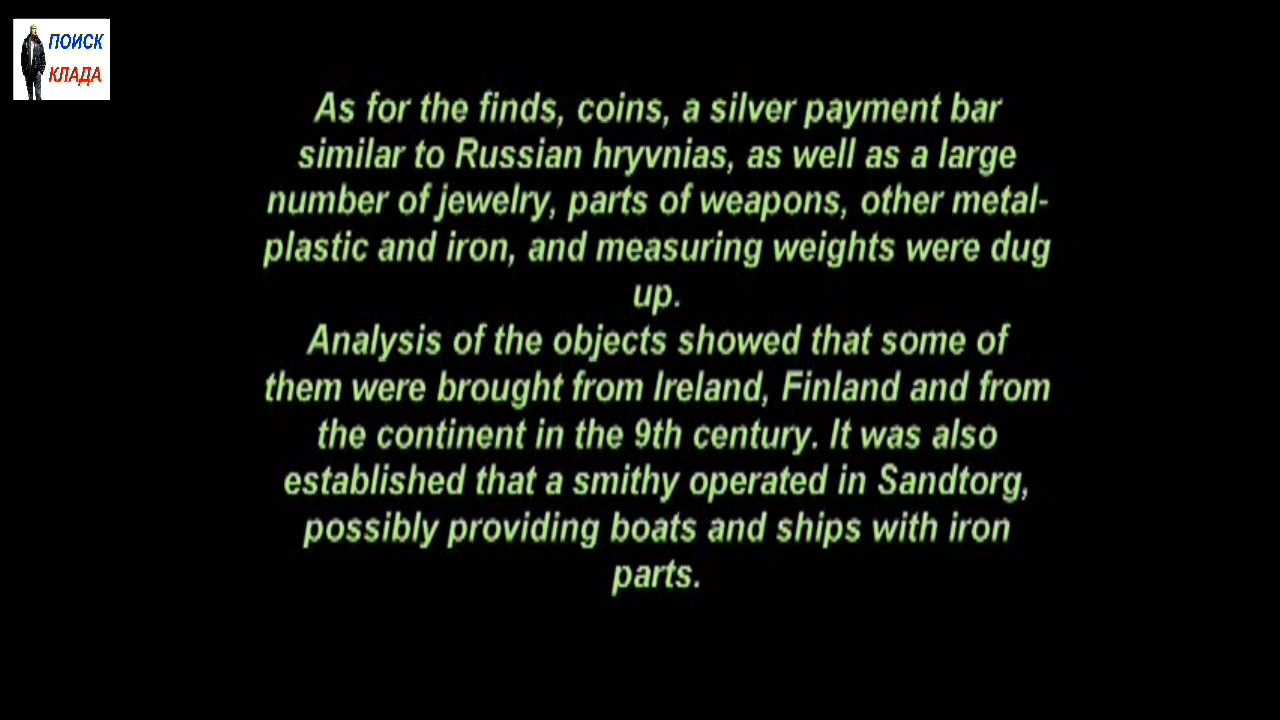 ПОИСК
КЛАДА
As for the finds, coins, a silver payment bar
similar to Russian hryvnias, as well as a large
number of jewelry, parts of weapons, other metal-
plastic and iron, and measuring weights were dug
up.
Analysis of the objects showed that some of
them were brought from Ireland, Finland and from
the continent in the 9th century. It was also
established that a smithy operated in Sandtorg,
possibly providing boats and ships with iron
parts.